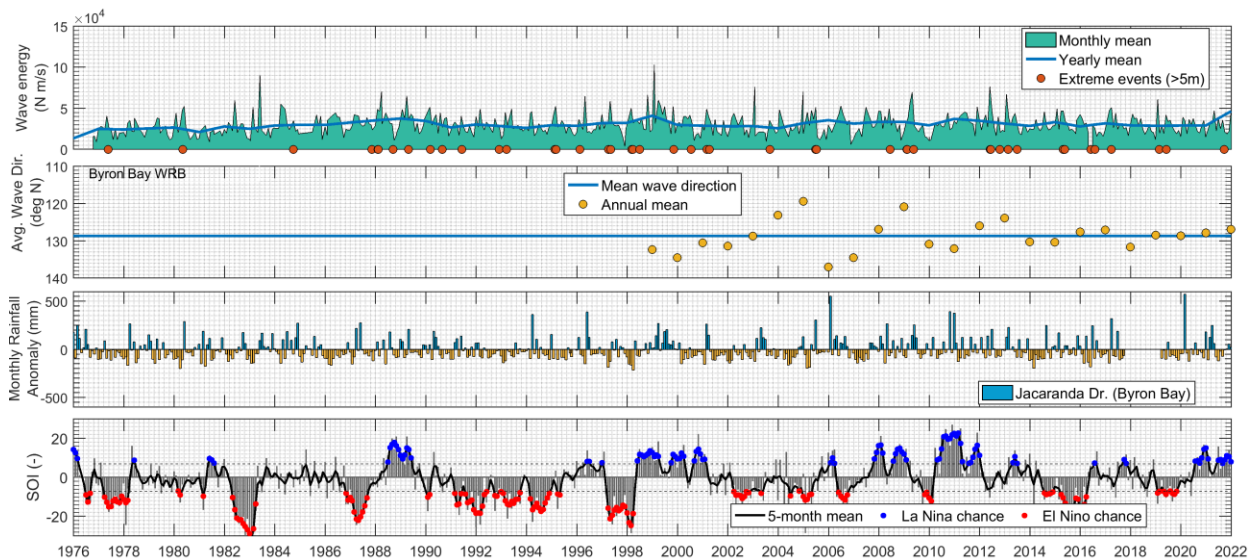 ×10⁴
15
10
5
0
Wave energy
(N m/s)
Monthly mean
Yearly mean
Extreme events (>5m)
110
120
130
140
Avg. Wave Dir.
(deg N)
Byron Bay WRB
Mean wave direction
Annual mean
500
0
-500
Monthly Rainfall
Anomaly (mm)
Jacaranda Dr. (Byron Bay)
20
0
-20
SOI (-)
5-month mean La Nina chance El Nino chance
1976 1978 1980 1982 1984 1986 1988 1990 1992 1994 1996 1998 2000 2002 2004 2006 2008 2010 2012 2014 2016 2018 2020 2022